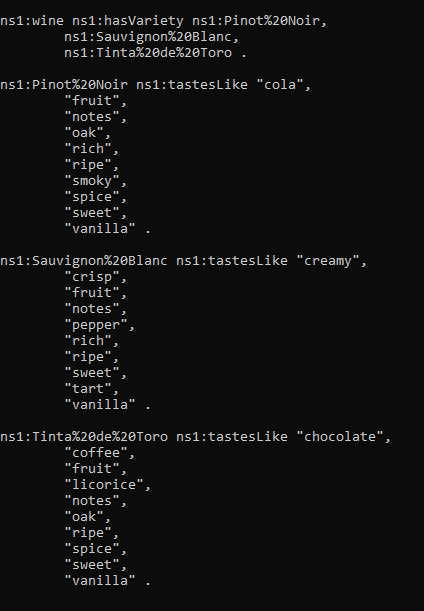 ns1:wine ns1:hasVariety ns1:Pinot%20Noir,
ns1:Sauvignon%20Blanc,
ns1:Tinta%20de%20Toro .
ns1:Pinot%20Noir ns1:tastesLike "cola",
"fruit",
"notes",
"oak",
"rich",
"ripe",
"smoky",
"spice",
"sweet",
"vanilla" .
ns1:Sauvignon%20Blanc ns1:tastesLike "creamy",
"crisp",
"fruit",
"notes",
"pepper",
"rich",
"ripe",
"sweet",
"tart",
"vanilla" .
ns1:Tinta%20de%20Toro ns1:tastesLike "chocolate",
"coffee",
"fruit",
"licorice",
"notes",
"oak",
"ripe",
"spice",
"sweet",
"vanilla" .